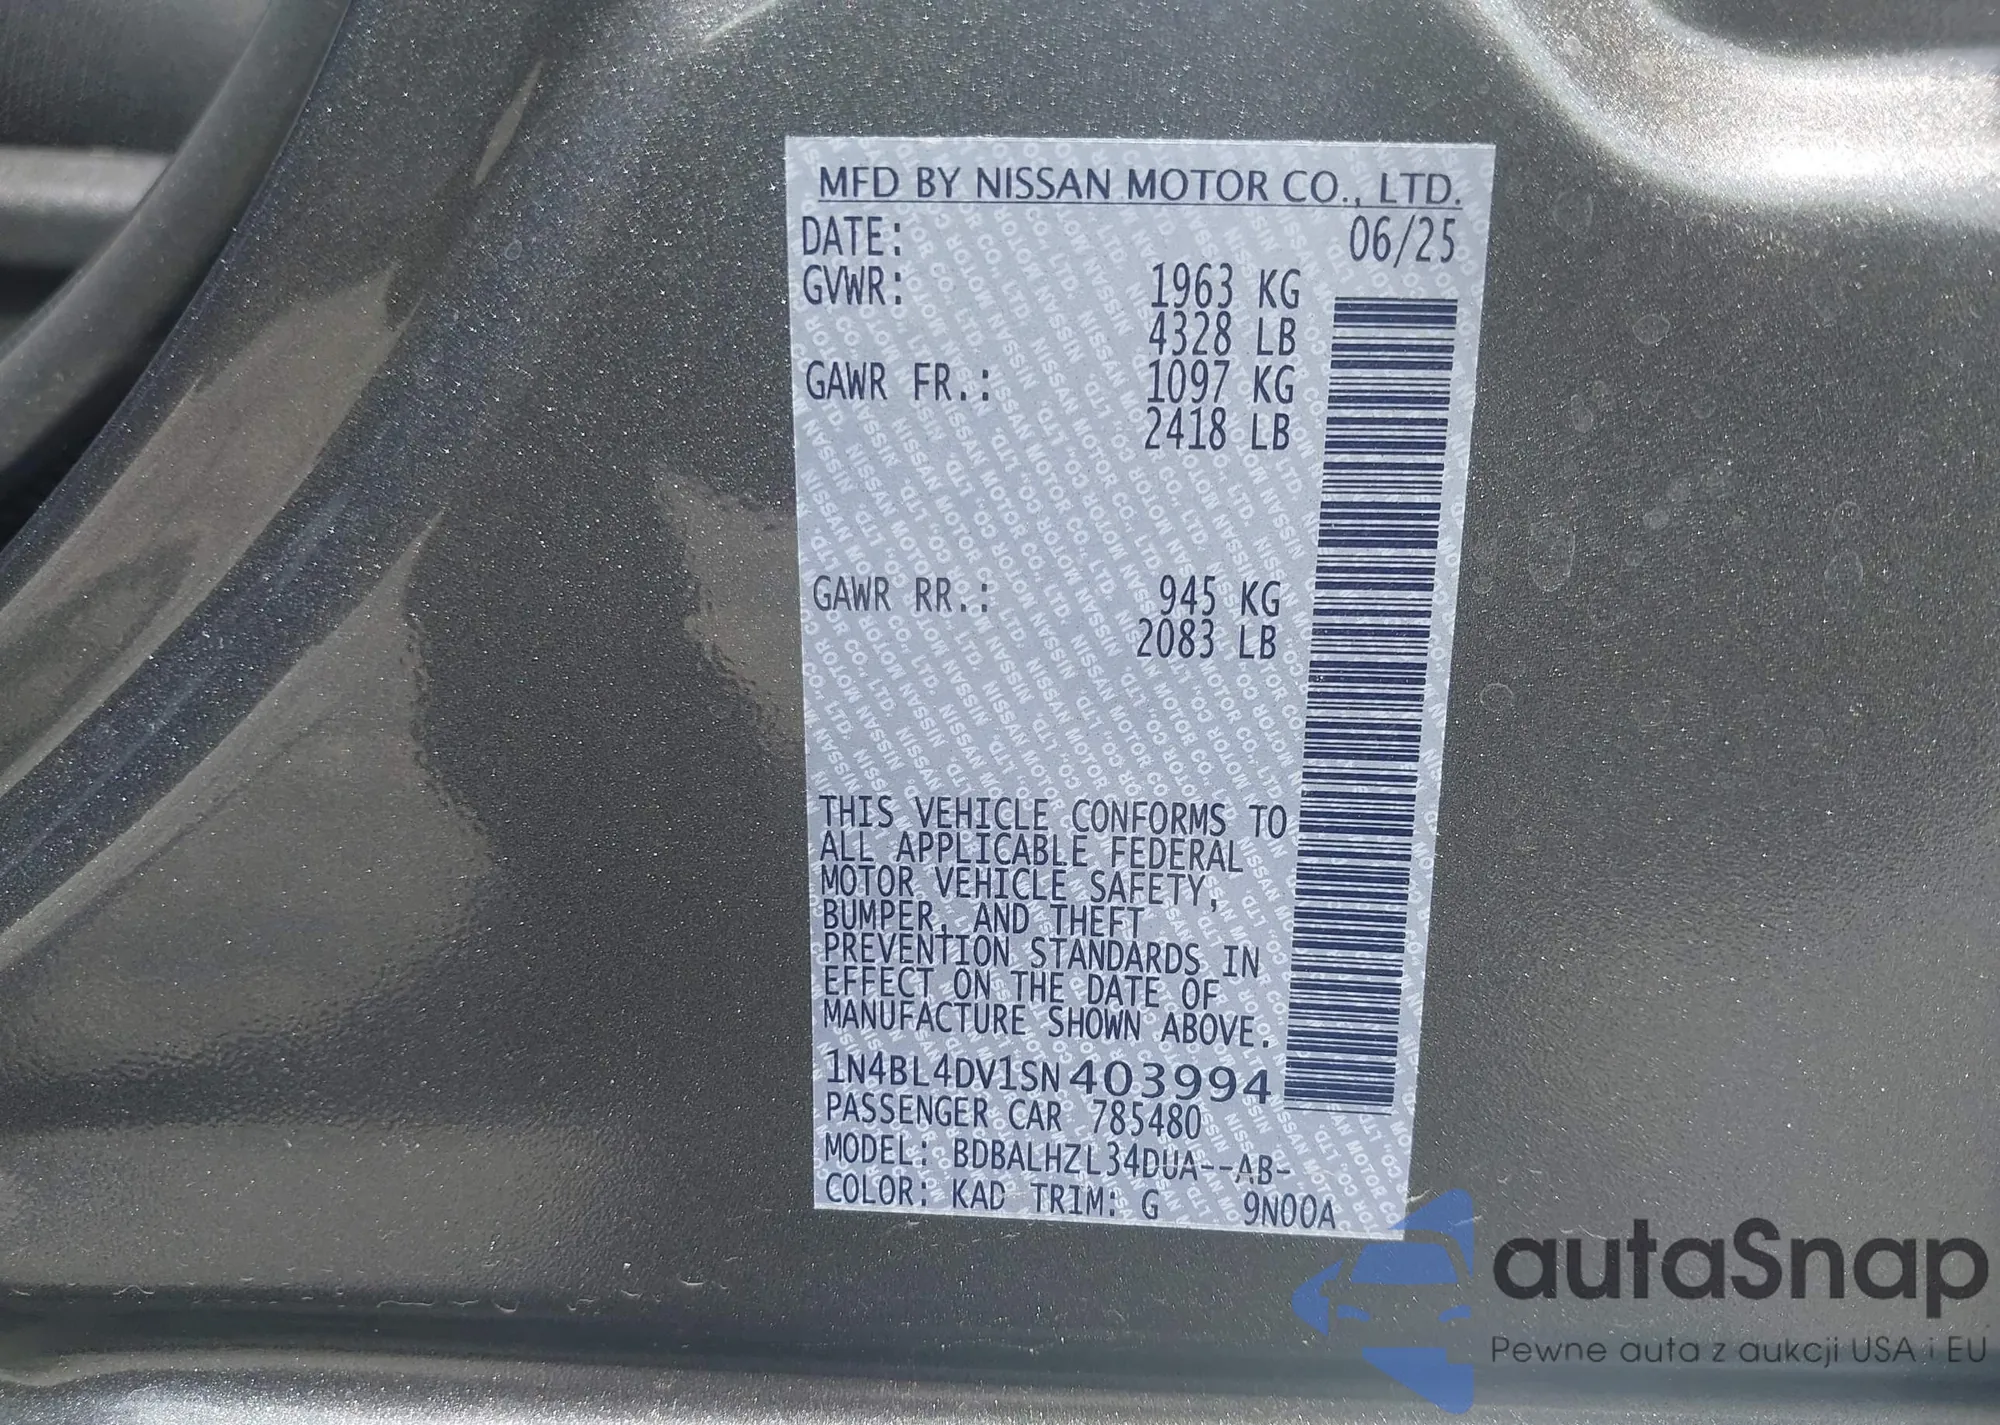 MFD BY NISSAN MOTOR CO., LTD.
DATE: 06/25
GVWR: 1963 KG
4328 LB
GAWR FR.: 1097 KG
2418 LB
GAWR RR.: 945 KG
2083 LB
THIS VEHICLE CONFORMS TO
ALL APPLICABLE FEDERAL
MOTOR VEHICLE SAFETY,
BUMPER, AND THEFT
PREVENTION STANDARDS IN
EFFECT ON THE DATE OF
MANUFACTURE SHOWN ABOVE.
1N4BL4DV1SN403994
PASSENGER CAR 785480
MODEL: BDBALHZL34DUA--AB-
COLOR: KAD TRIM: G 9N00A
autaSnap
Pewne auta z aukcji USA i EU